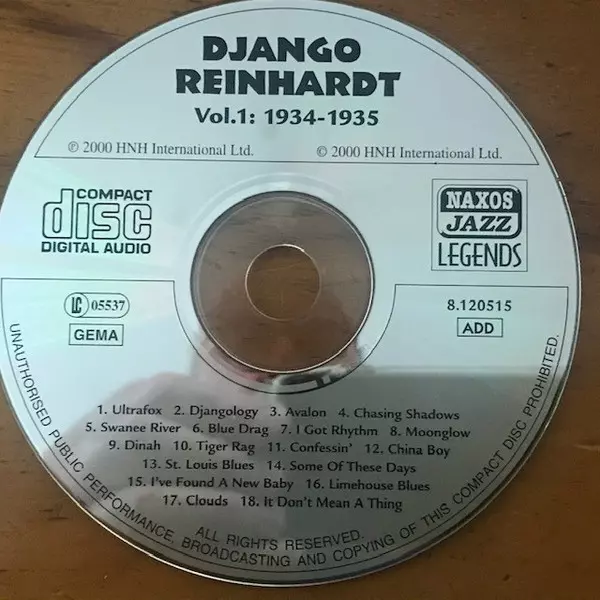 DJANGO
REINHARDT
Vol.1: 1934-1935
℗ 2000 HNH International Ltd.
© 2000 HNH International Ltd.
COMPACT
disc
DIGITAL AUDIO
NAXOS
JAZZ
LEGENDS
LC 05537
GEMA
8.120515
ADD
1. Ultrafox 2. Djangology 3. Avalon 4. Chasing Shadows
5. Swanee River 6. Blue Drag 7. I Got Rhythm 8. Moonglow
9. Dinah 10. Tiger Rag 11. Confessin' 12. China Boy
13. St. Louis Blues 14. Some Of These Days
15. I've Found A New Baby 16. Limehouse Blues
17. Clouds 18. It Don't Mean A Thing
ALL RIGHTS RESERVED.
UNAUTHORISED PUBLIC PERFORMANCE, BROADCASTING AND COPYING OF THIS COMPACT DISC PROHIBITED.